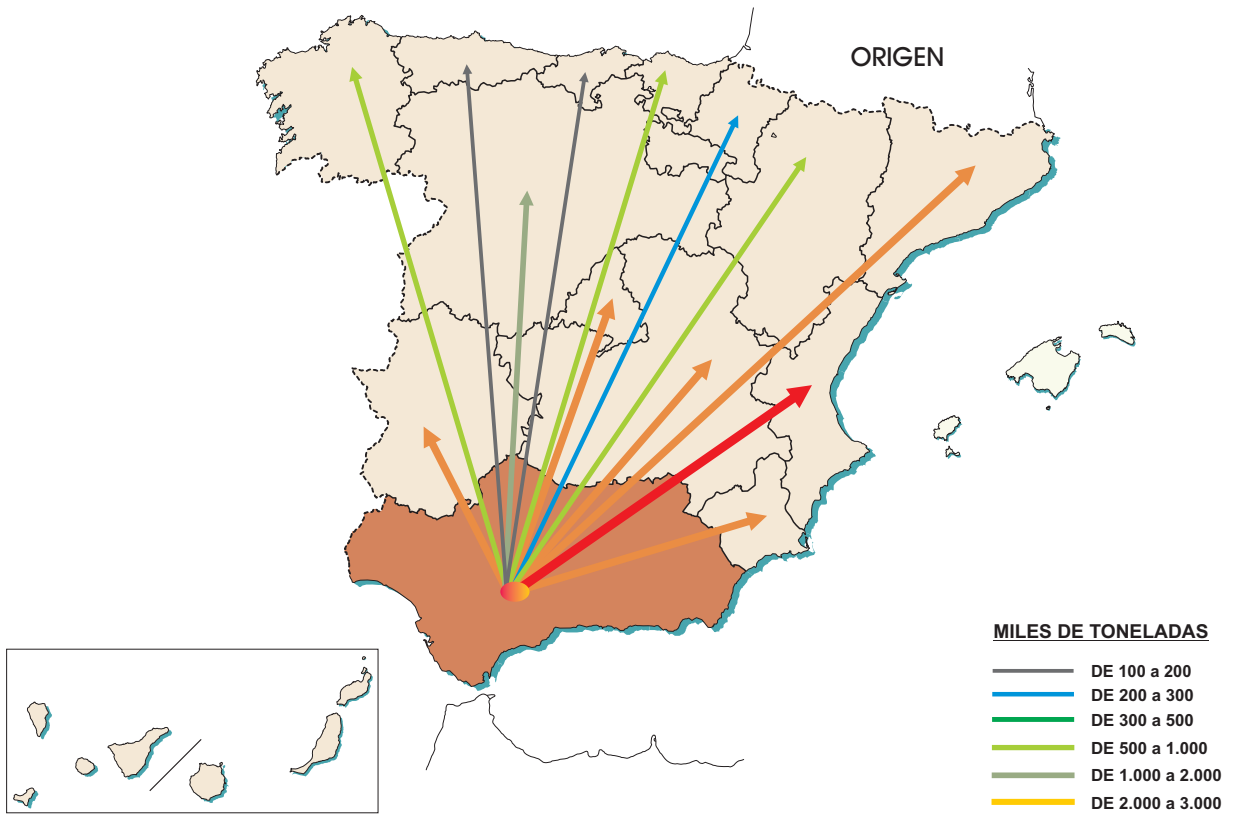 ORIGEN
MILES DE TONELADAS
DE 100 a 200
DE 200 a 300
DE 300 a 500
DE 500 a 1.000
DE 1.000 a 2.000
DE 2.000 a 3.000